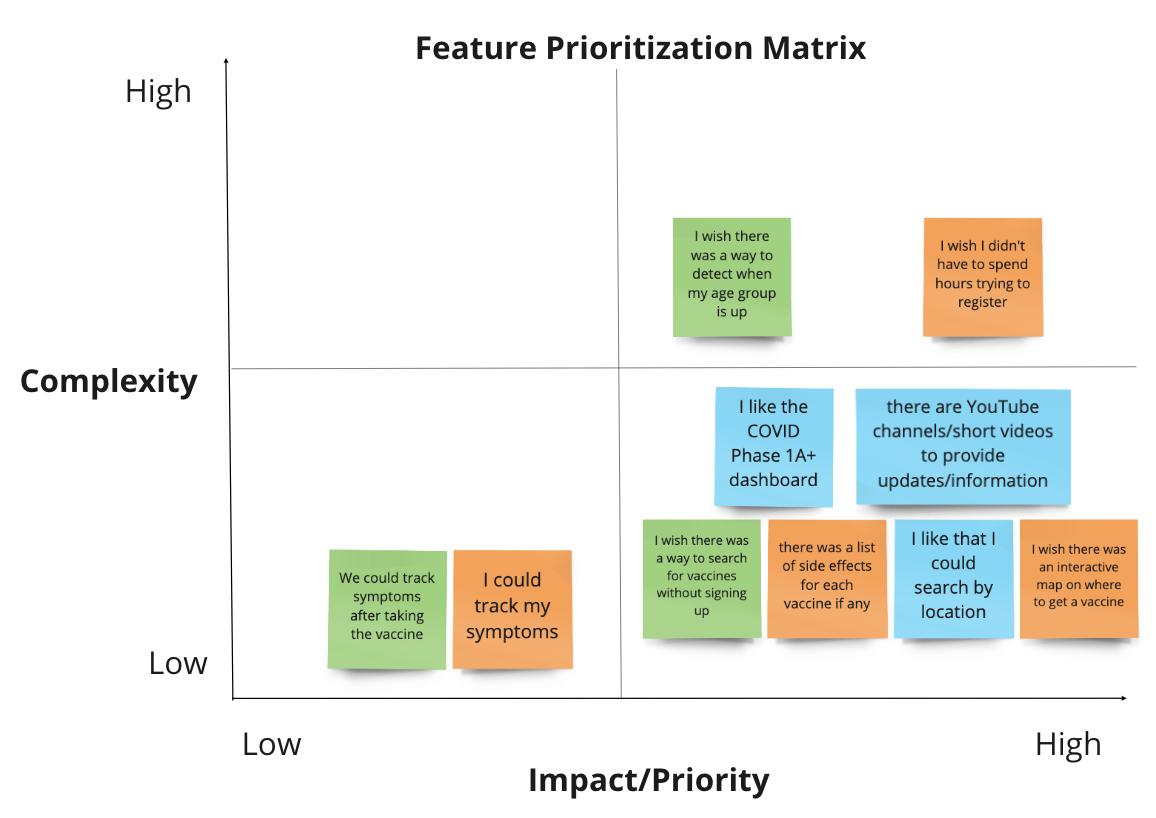 Feature Prioritization Matrix
High
I wish there
was a way to
detect when
my age group
is up
I wish I didn't
have to spend
hours trying to
register
Complexity
I like the
COVID
Phase 1A+
dashboard
there are YouTube
channels/short videos
to provide
updates/information
We could track
symptoms
after taking
the vaccine
I could
track my
symptoms
I wish there was
a way to search
for vaccines
without signing
up
there was a list
of side effects
for each
vaccine if any
I like that I
could
search by
location
I wish there was
an interactive
map on where
to get a vaccine
Low
Low
High
Impact/Priority